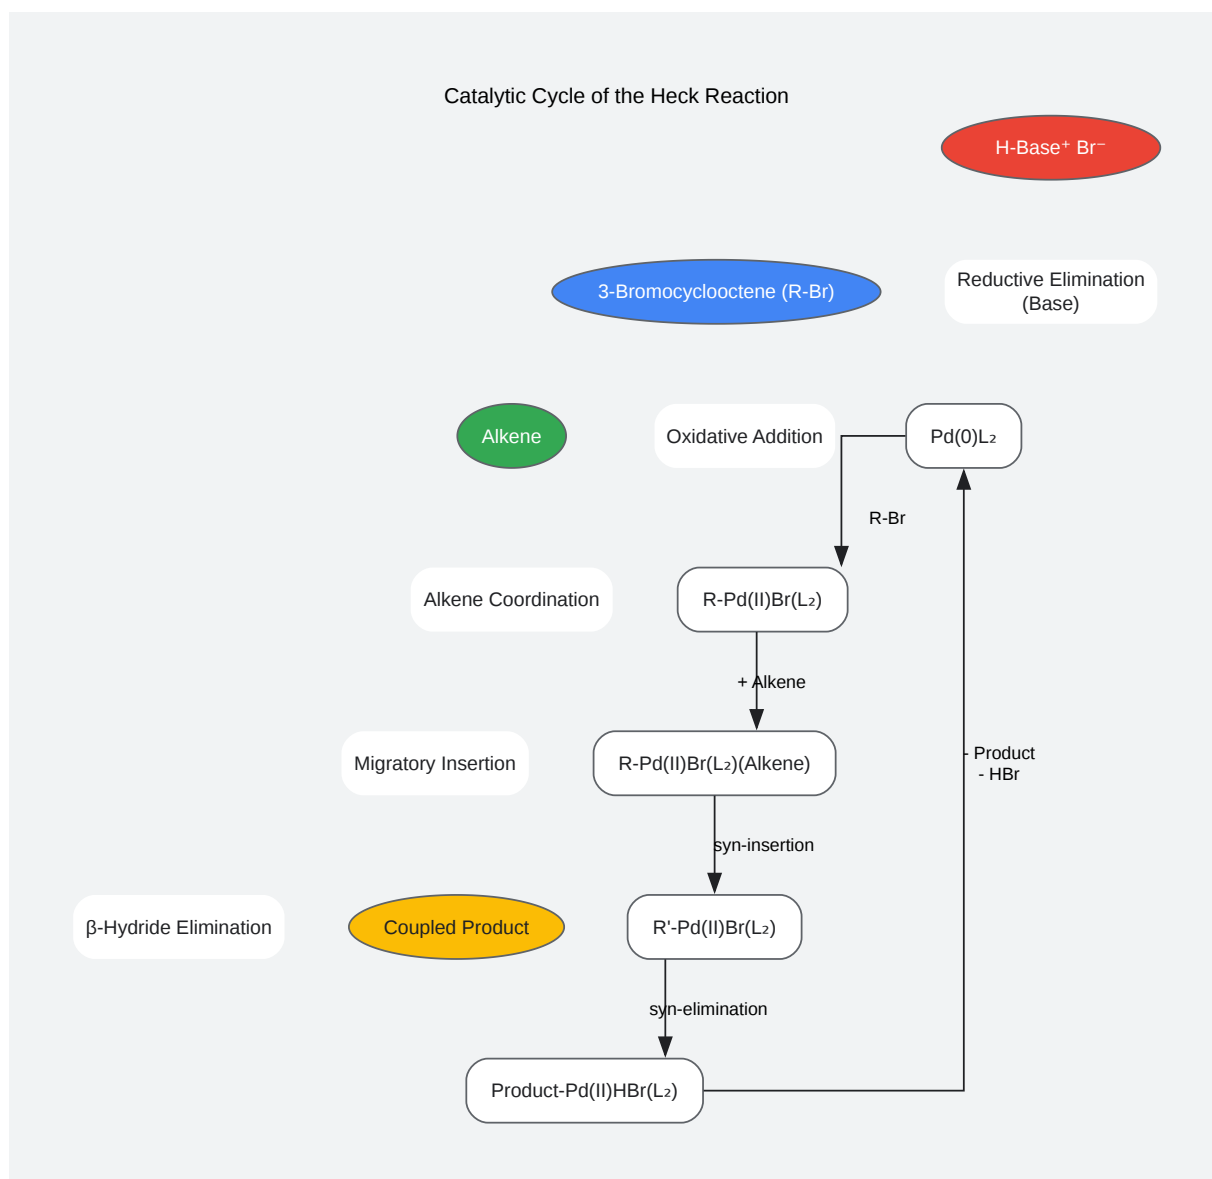 Catalytic Cycle of the Heck Reaction
H-Base⁺ Br⁻
3-Bromocyclooctene (R-Br)
Reductive Elimination
(Base)
Alkene
Oxidative Addition
Pd(0)L₂
R-Br
Alkene Coordination
R-Pd(II)Br(L₂)
+ Alkene
Migratory Insertion
R-Pd(II)Br(L₂)(Alkene)
- Product
- HBr
syn-insertion
β-Hydride Elimination
Coupled Product
R'-Pd(II)Br(L₂)
syn-elimination
Product-Pd(II)HBr(L₂)